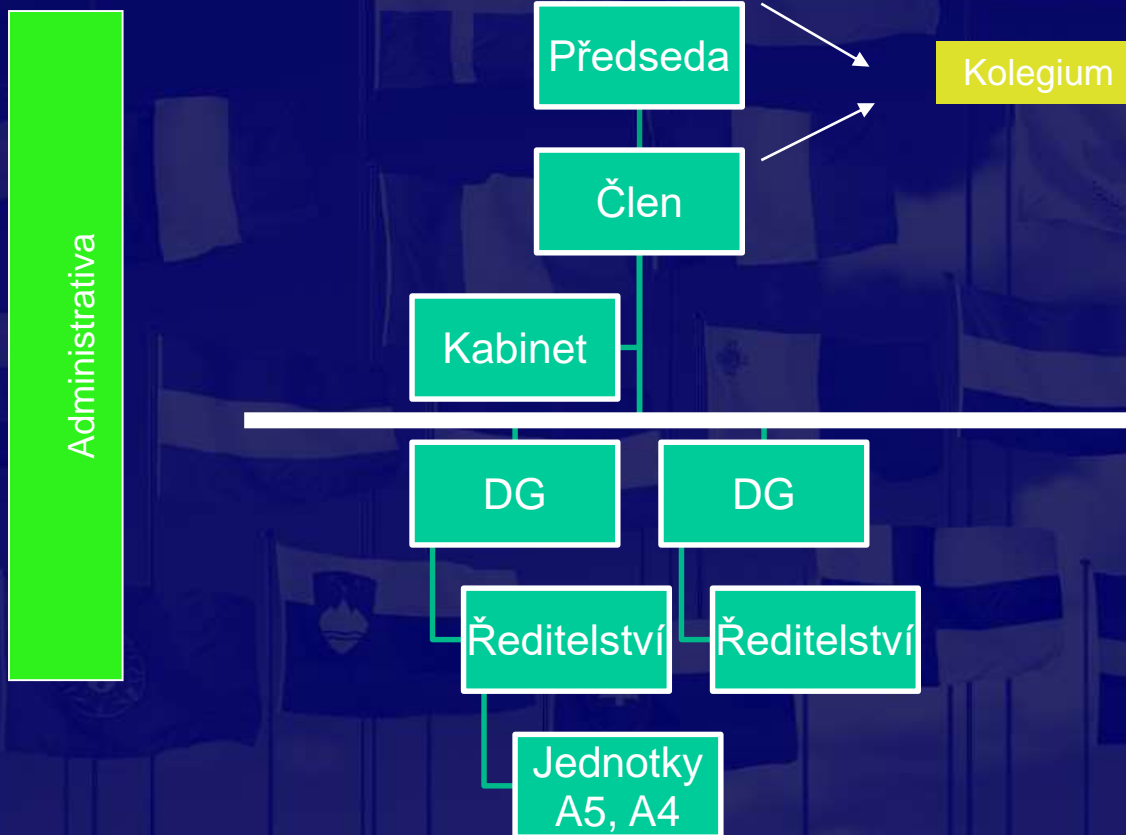 Předseda
Kolegium
Člen
Administrativa
Kabinet
DG
DG
Ředitelství
Ředitelství
Jednotky
A5, A4